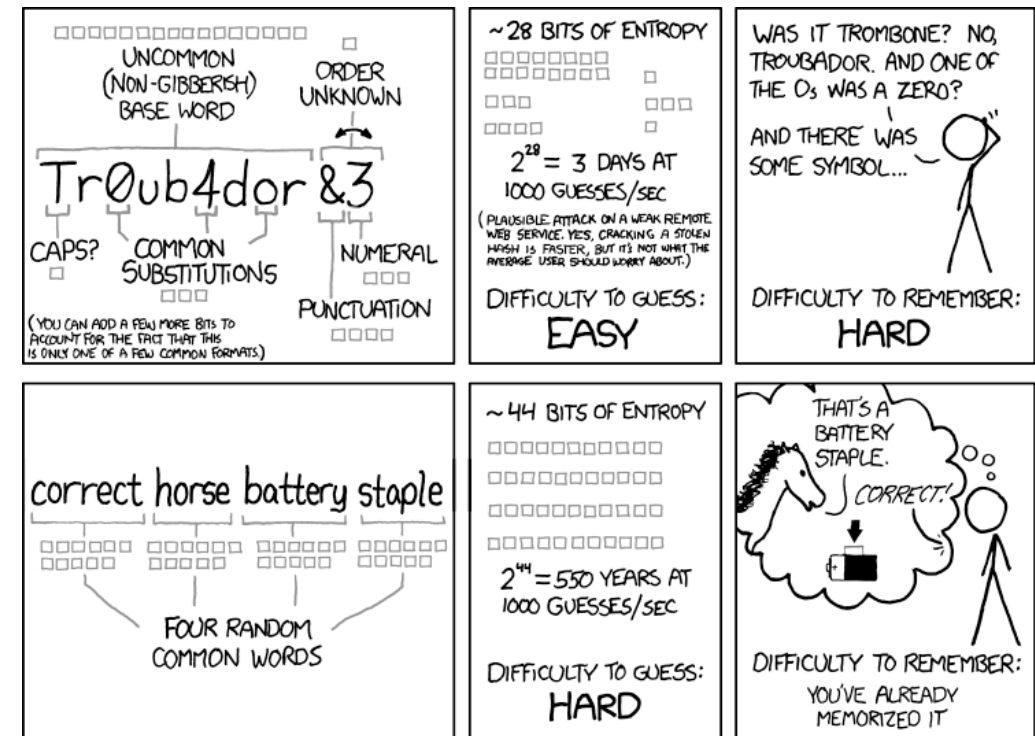 UNCOMMON
(NON-GIBBERISH)
BASE WORD
ORDER
UNKNOWN
Tr0ub4dor &3
CAPS?
COMMON
SUBSTITUTIONS
NUMERAL
PUNCTUATION
(YOU CAN ADD A FEW MORE BITS TO
ACCOUNT FOR THE FACT THAT THIS
IS ONLY ONE OF A FEW COMMON FORMATS.)
~28 BITS OF ENTROPY
2^28 = 3 DAYS AT
1000 GUESSES/SEC
(PLAUSIBLE ATTACK ON A WEAK REMOTE
WEB SERVICE. YES, CRACKING A STOLEN
HASH IS FASTER, BUT IT'S NOT WHAT THE
AVERAGE USER SHOULD WORRY ABOUT.)
DIFFICULTY TO GUESS:
EASY
WAS IT TROMBONE? NO,
TROUBADOR. AND ONE OF
THE Os WAS A ZERO?
AND THERE WAS
SOME SYMBOL...
DIFFICULTY TO REMEMBER:
HARD
correct horse battery staple
FOUR RANDOM
COMMON WORDS
~44 BITS OF ENTROPY
2^44 = 550 YEARS AT
1000 GUESSES/SEC
DIFFICULTY TO GUESS:
HARD
THAT'S A
BATTERY
STAPLE.
CORRECT!
+
DIFFICULTY TO REMEMBER:
YOU'VE ALREADY
MEMORIZED IT